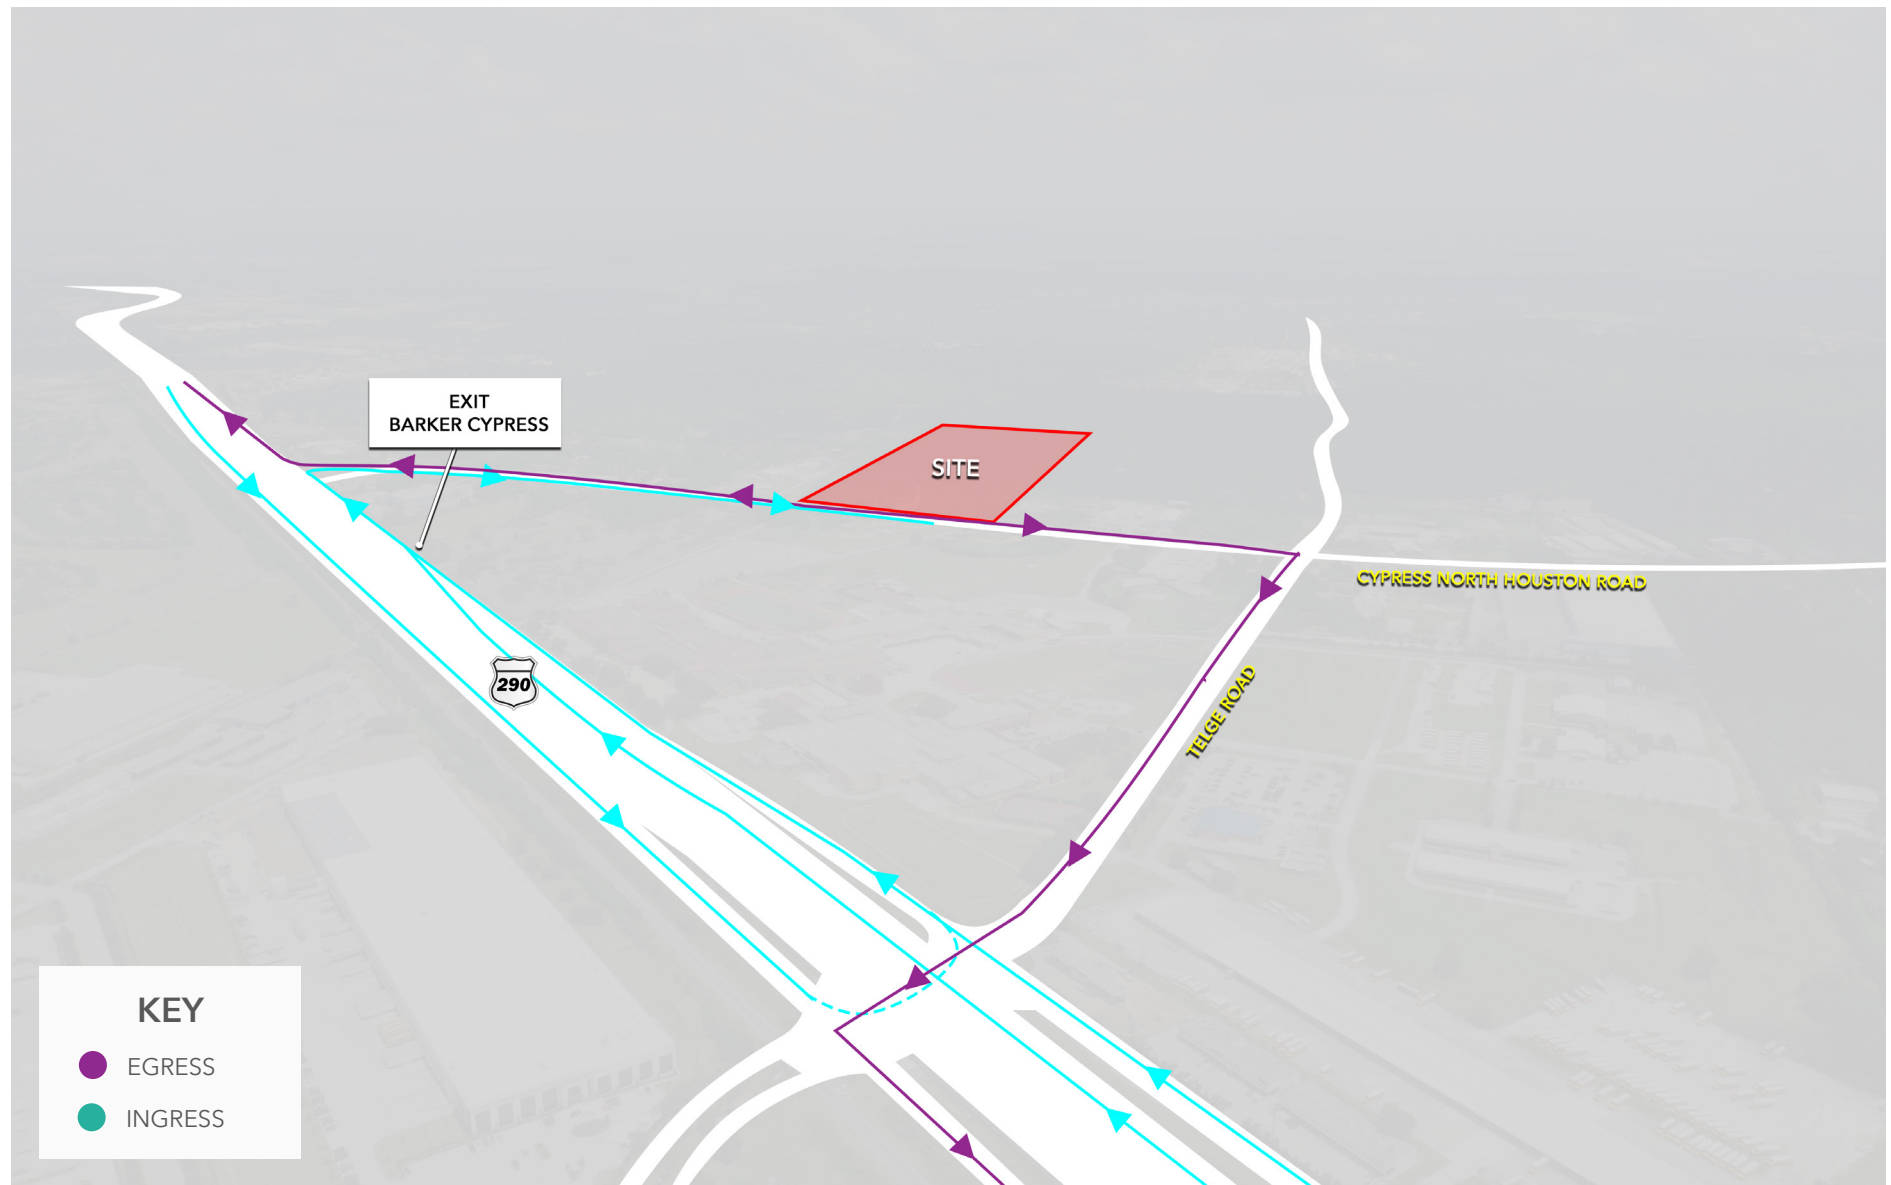 EXIT
BARKER CYPRESS
SITE
CYPRESS NORTH HOUSTON ROAD
290
TELGE ROAD
KEY
EGRESS
INGRESS